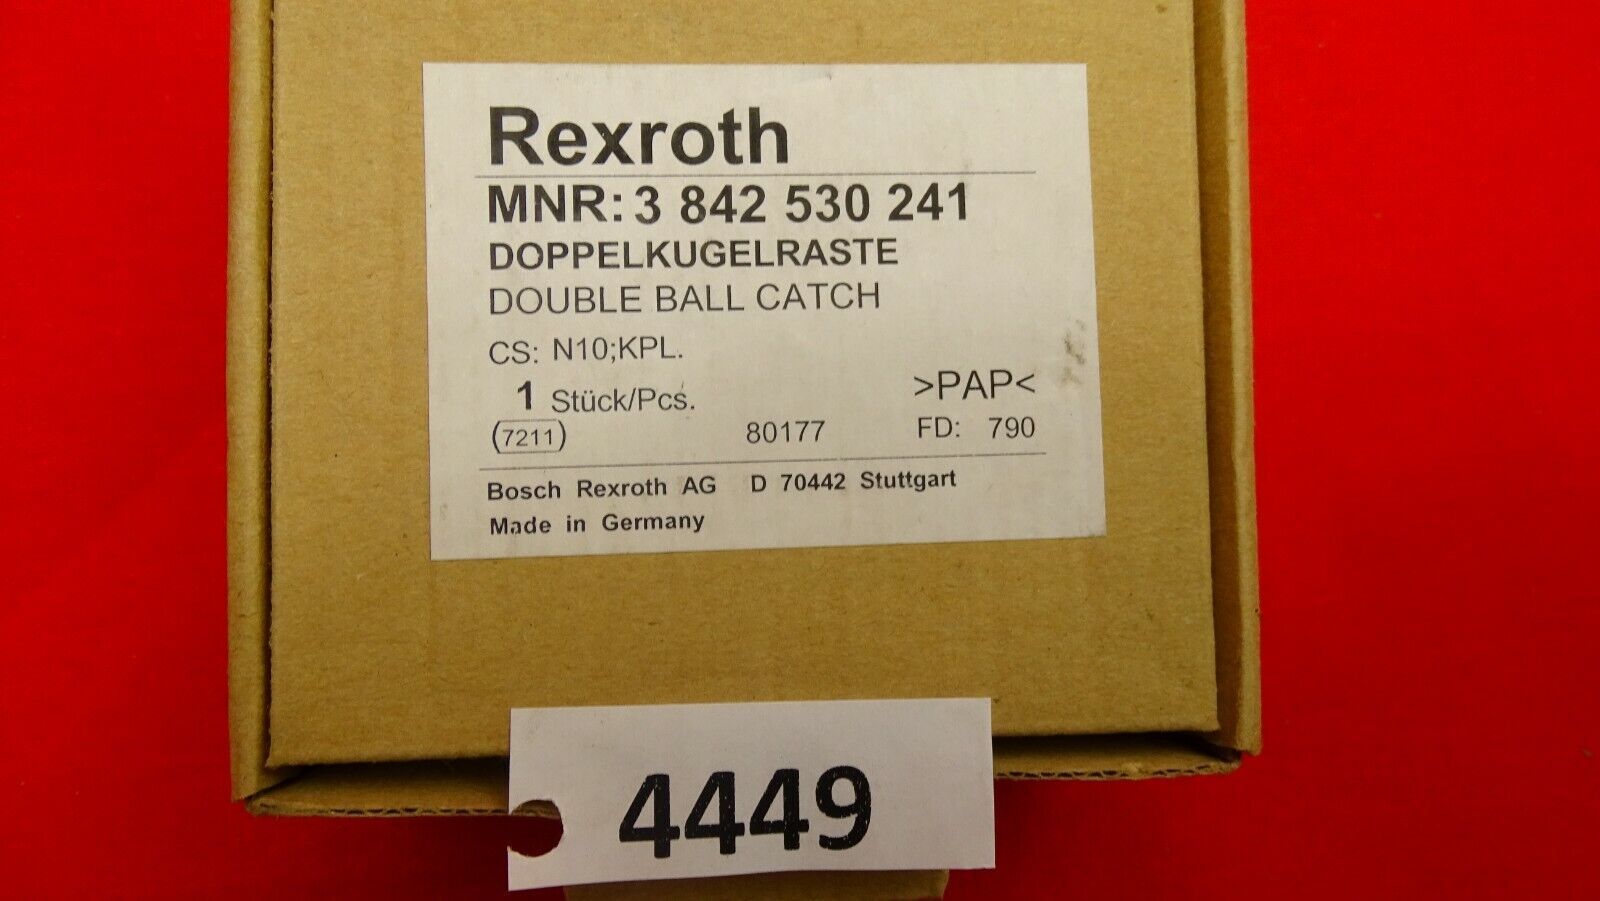 Rexroth
MNR: 3 842 530 241
DOPPELKUGELRASTE
DOUBLE BALL CATCH
CS: N10;KPL.
1 Stück/Pcs.
>PAP<
(7211) 80177 FD: 790
Bosch Rexroth AG D 70442 Stuttgart
Made in Germany
4449